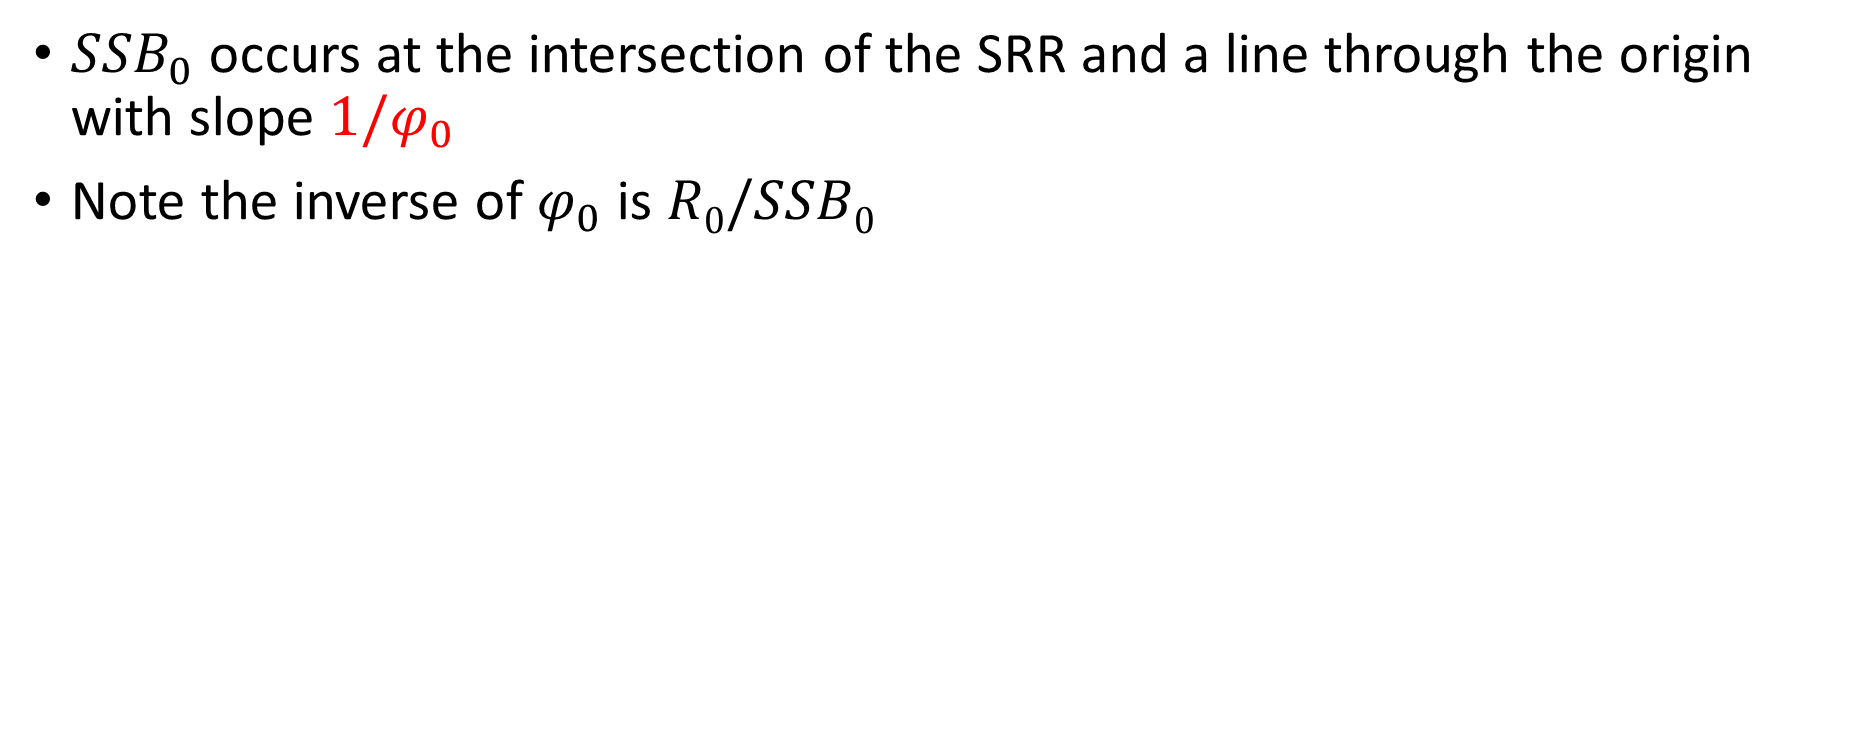 • SSB₀ occurs at the intersection of the SRR and a line through the origin
with slope 1/φ₀
• Note the inverse of φ₀ is R₀/SSB₀